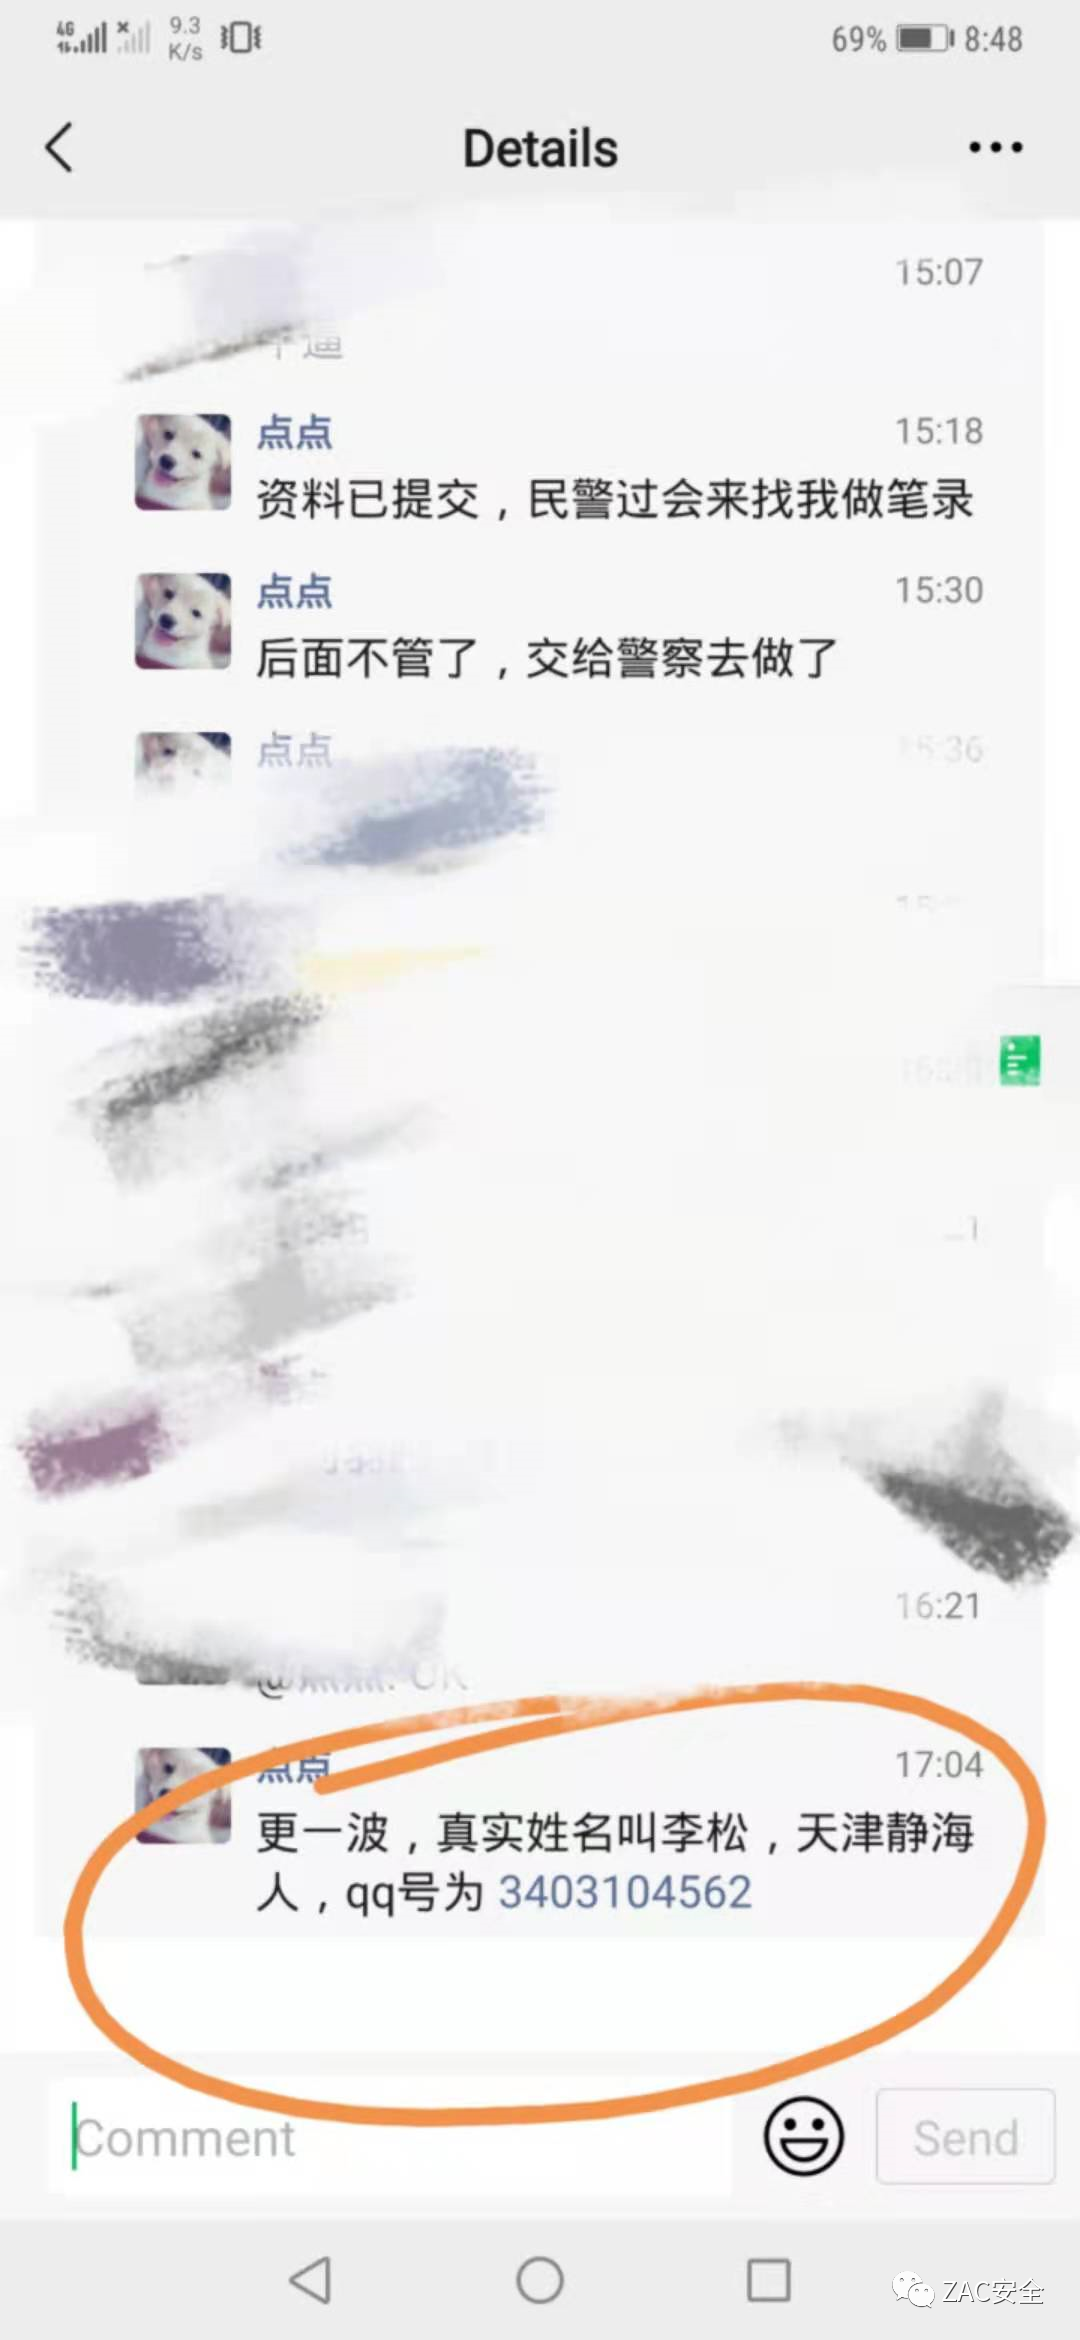 4G
9.3
K/s
69%
8:48
Details
15:07
点点
15:18
资料已提交，民警过会来找我做笔录
点点
15:30
后面不管了，交给警察去做了
点点
15:36
16:21
@点点: OK
点点
17:04
更一波，真实姓名叫李松，天津静海
人，qq号为 3403104562
Comment
Send
ZAC安全